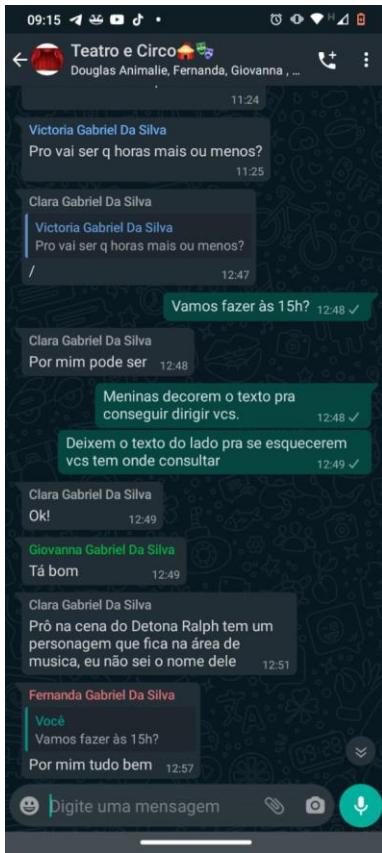 09:15
Teatro e Circo🎪🎭
Douglas Animalie, Fernanda, Giovanna , ...
11:24
Victoria Gabriel Da Silva
Pro vai ser q horas mais ou menos?
11:25
Clara Gabriel Da Silva
Victoria Gabriel Da Silva
Pro vai ser q horas mais ou menos?
/
12:47
Vamos fazer às 15h? 12:48
Clara Gabriel Da Silva
Por mim pode ser 12:48
Meninas decorem o texto pra
conseguir dirigir vcs.
12:48
Deixem o texto do lado pra se esquecerem
vcs tem onde consultar
12:49
Clara Gabriel Da Silva
Ok!
12:49
Giovanna Gabriel Da Silva
Tá bom
12:49
Clara Gabriel Da Silva
Prô na cena do Detona Ralph tem um
personagem que fica na área de
musica, eu não sei o nome dele 12:51
Fernanda Gabriel Da Silva
Você
Vamos fazer às 15h?
Por mim tudo bem 12:57
Digite uma mensagem